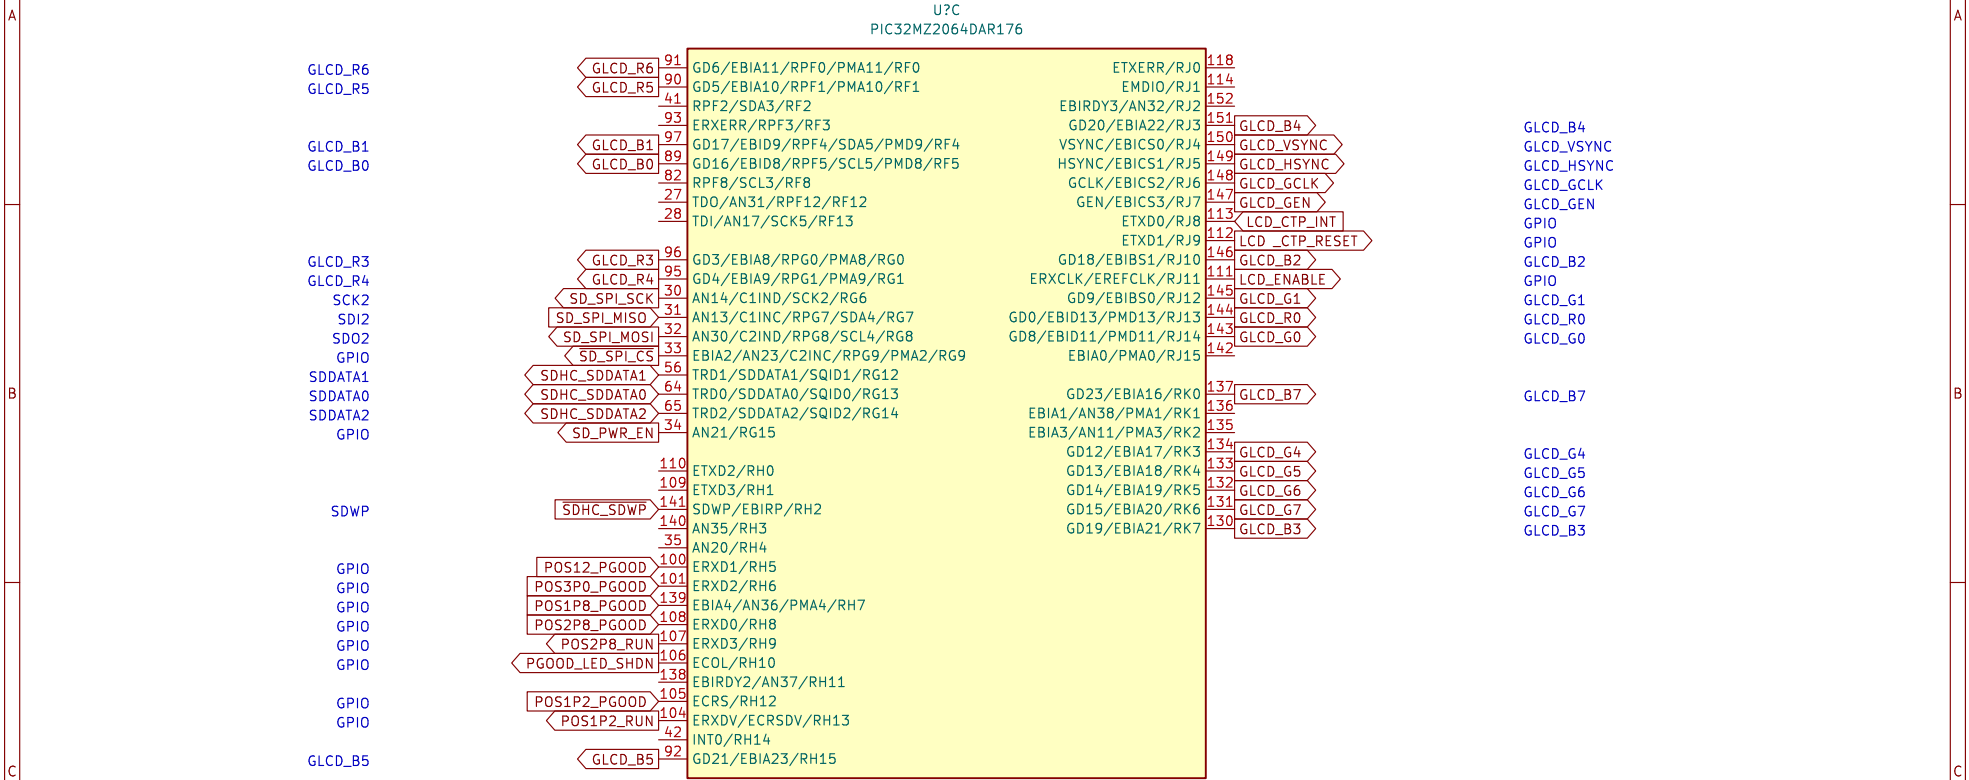 A
A
U?C
PIC32MZ2064DAR176
GLCD_R6 GLCD_R6 91 GD6/EBIA11/RPF0/PMA11/RF0 ETXERR/RJ0 118
GLCD_R5 GLCD_R5 90 GD5/EBIA10/RPF1/PMA10/RF1 EMDIO/RJ1 114
41 RPF2/SDA3/RF2 EBIRDY3/AN32/RJ2 152
93 ERXERR/RPF3/RF3 GD20/EBIA22/RJ3 151 GLCD_B4 GLCD_B4
GLCD_B1 GLCD_B1 97 GD17/EBID9/RPF4/SDA5/PMD9/RF4 VSYNC/EBICS0/RJ4 150 GLCD_VSYNC GLCD_VSYNC
GLCD_B0 GLCD_B0 89 GD16/EBID8/RPF5/SCL5/PMD8/RF5 HSYNC/EBICS1/RJ5 149 GLCD_HSYNC GLCD_HSYNC
82 RPF8/SCL3/RF8 GCLK/EBICS2/RJ6 148 GLCD_GCLK GLCD_GCLK
27 TDO/AN31/RPF12/RF12 GEN/EBICS3/RJ7 147 GLCD_GEN GLCD_GEN
28 TDI/AN17/SCK5/RF13 ETXD0/RJ8 113 LCD_CTP_INT GPIO
ETXD1/RJ9 112 LCD _CTP_RESET GPIO
GLCD_R3 GLCD_R3 96 GD3/EBIA8/RPG0/PMA8/RG0 GD18/EBIBS1/RJ10 146 GLCD_B2 GLCD_B2
GLCD_R4 GLCD_R4 95 GD4/EBIA9/RPG1/PMA9/RG1 ERXCLK/EREFCLK/RJ11 111 LCD_ENABLE GPIO
SCK2 SD_SPI_SCK 30 AN14/C1IND/SCK2/RG6 GD9/EBIBS0/RJ12 145 GLCD_G1 GLCD_G1
SDI2 SD_SPI_MISO 31 AN13/C1INC/RPG7/SDA4/RG7 GD0/EBID13/PMD13/RJ13 144 GLCD_R0 GLCD_R0
SDO2 SD_SPI_MOSI 32 AN30/C2IND/RPG8/SCL4/RG8 GD8/EBID11/PMD11/RJ14 143 GLCD_G0 GLCD_G0
GPIO SD_SPI_CS 33 EBIA2/AN23/C2INC/RPG9/PMA2/RG9 EBIA0/PMA0/RJ15 142
SDDATA1 SDHC_SDDATA1 56 TRD1/SDDATA1/SQID1/RG12
B SDDATA0 SDHC_SDDATA0 64 TRD0/SDDATA0/SQID0/RG13 GD23/EBIA16/RK0 137 GLCD_B7 GLCD_B7 B
SDDATA2 SDHC_SDDATA2 65 TRD2/SDDATA2/SQID2/RG14 EBIA1/AN38/PMA1/RK1 136
GPIO SD_PWR_EN 34 AN21/RG15 EBIA3/AN11/PMA3/RK2 135
GD12/EBIA17/RK3 134 GLCD_G4 GLCD_G4
110 ETXD2/RH0 GD13/EBIA18/RK4 133 GLCD_G5 GLCD_G5
109 ETXD3/RH1 GD14/EBIA19/RK5 132 GLCD_G6 GLCD_G6
SDWP SDHC_SDWP 141 SDWP/EBIRP/RH2 GD15/EBIA20/RK6 131 GLCD_G7 GLCD_G7
140 AN35/RH3 GD19/EBIA21/RK7 130 GLCD_B3 GLCD_B3
35 AN20/RH4
GPIO POS12_PGOOD 100 ERXD1/RH5
GPIO POS3P0_PGOOD 101 ERXD2/RH6
GPIO POS1P8_PGOOD 139 EBIA4/AN36/PMA4/RH7
GPIO POS2P8_PGOOD 108 ERXD0/RH8
GPIO POS2P8_RUN 107 ERXD3/RH9
GPIO PGOOD_LED_SHDN 106 ECOL/RH10
138 EBIRDY2/AN37/RH11
GPIO POS1P2_PGOOD 105 ECRS/RH12
GPIO POS1P2_RUN 104 ERXDV/ECRSDV/RH13
42 INT0/RH14
GLCD_B5 GLCD_B5 92 GD21/EBIA23/RH15
C
C